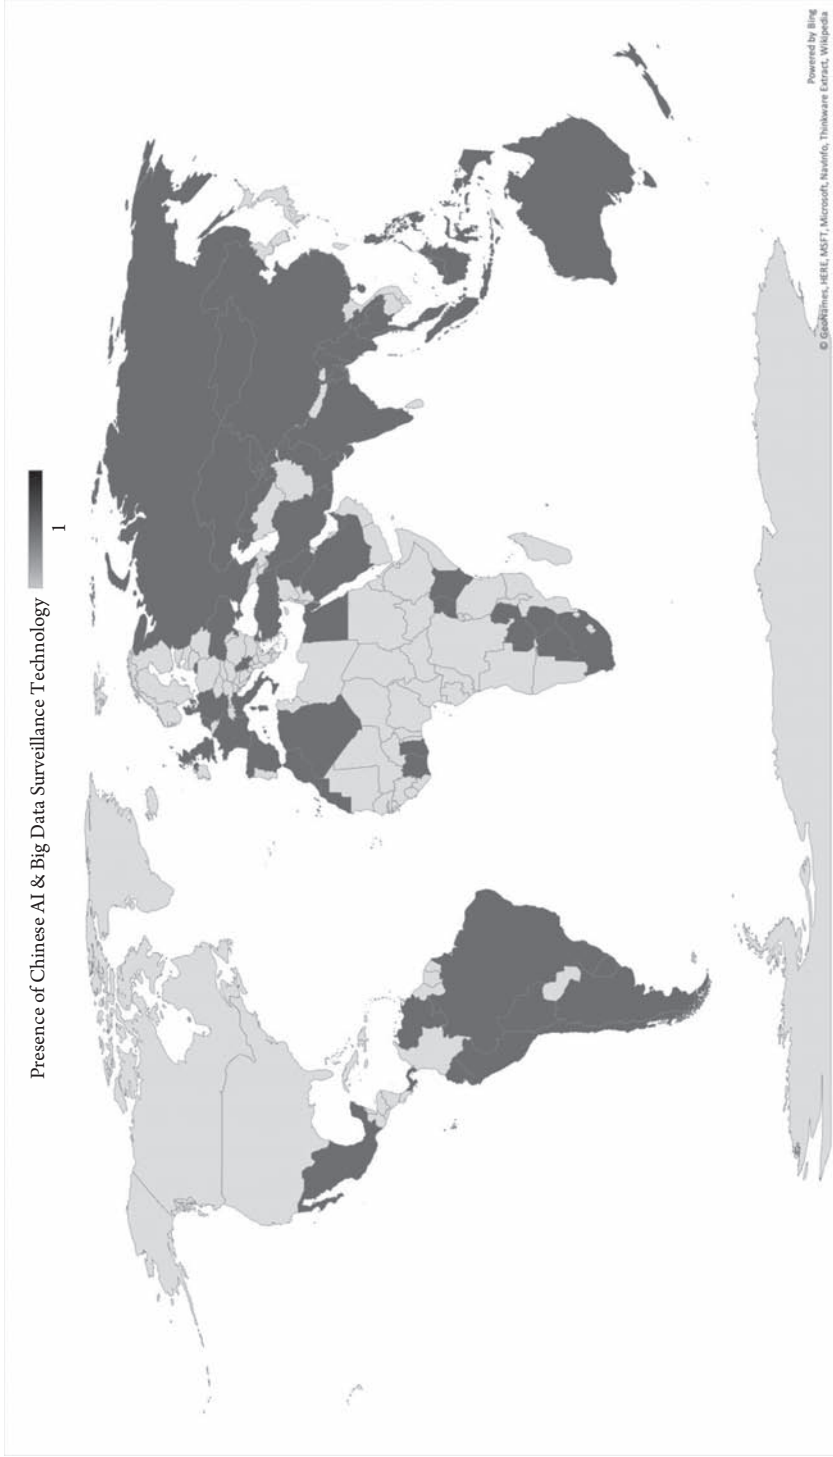 Presence of Chinese AI & Big Data Surveillance Technology
1
Powered by Bing
© GeoNames, HERE, MSFT, Microsoft, NavInfo, Thinkware Extract, Wikipedia